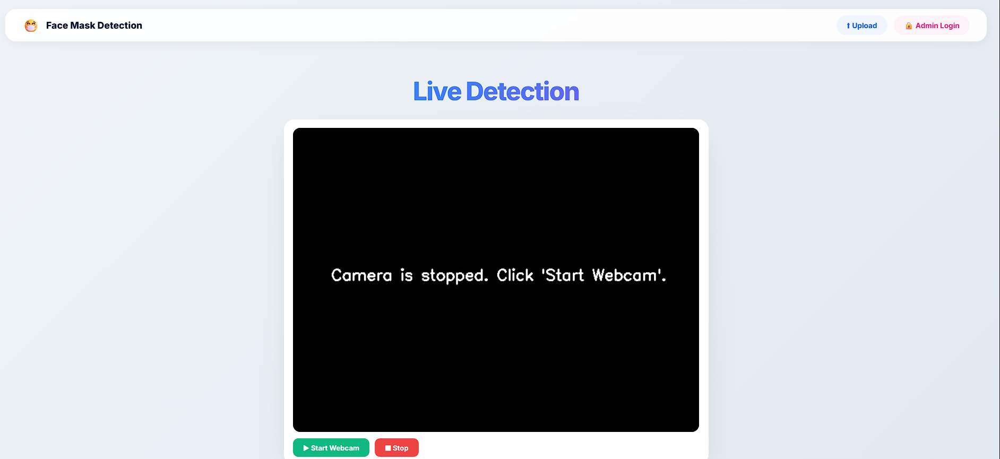 Face Mask Detection
Upload
Admin Login
Live Detection
Camera is stopped. Click 'Start Webcam'.
Start Webcam
Stop